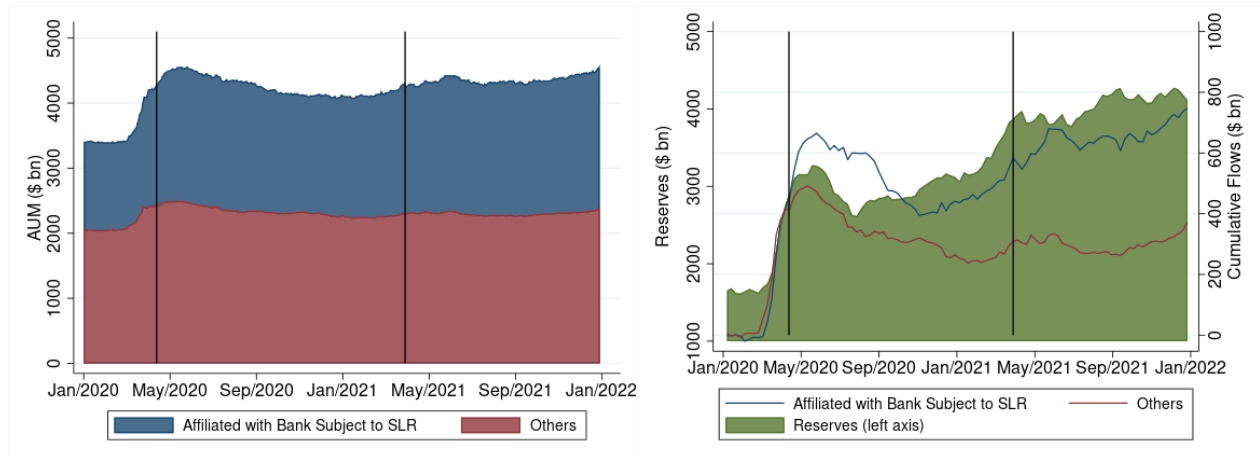 AUM ($ bn)
5000
4000
3000
2000
1000
0
Jan/2020 May/2020 Sep/2020 Jan/2021 May/2021 Sep/2021 Jan/2022
Affiliated with Bank Subject to SLR Others
Reserves ($ bn)
5000
4000
3000
2000
1000
Cumulative Flows ($ bn)
1000
800
600
400
200
0
Jan/2020 May/2020 Sep/2020 Jan/2021 May/2021 Sep/2021 Jan/2022
Affiliated with Bank Subject to SLR Others
Reserves (left axis)